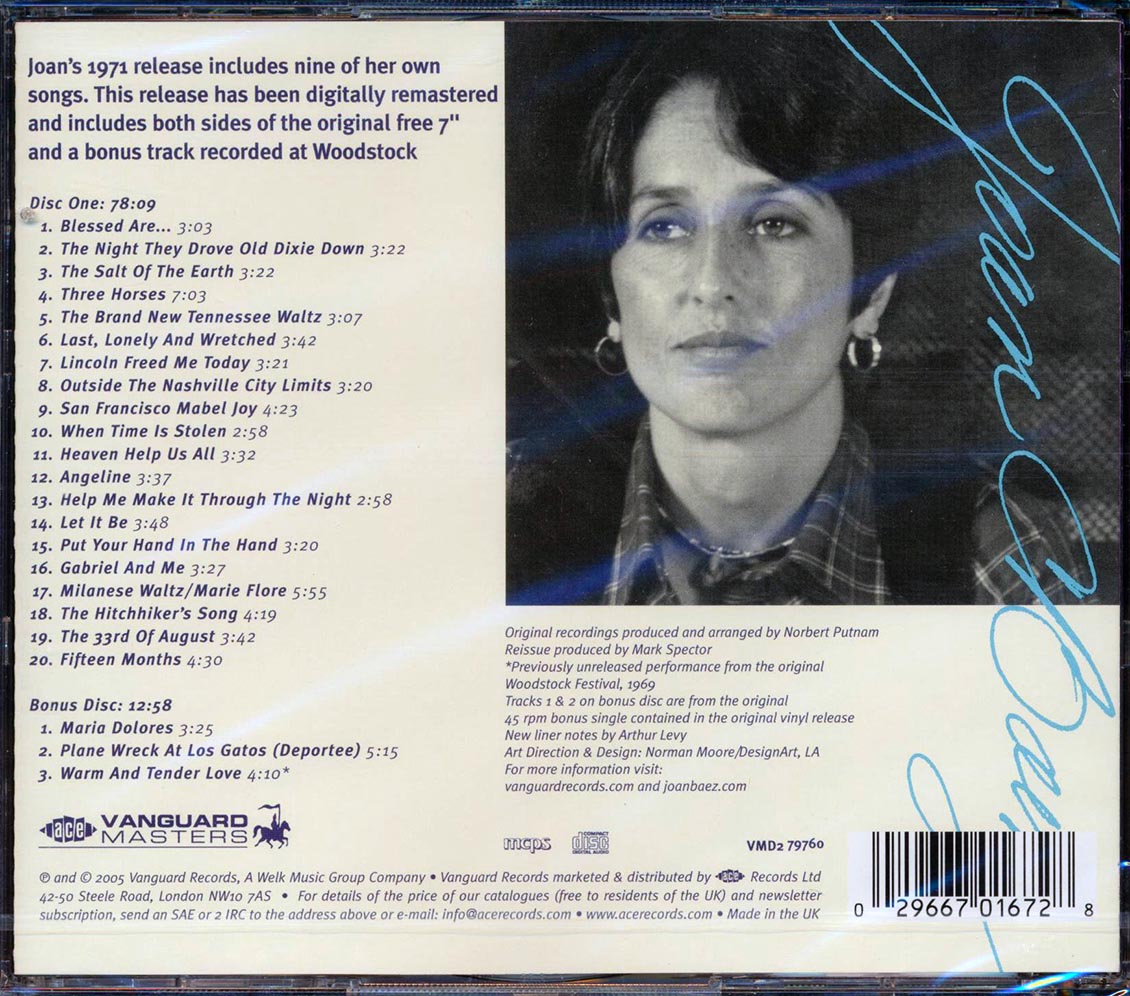 Joan's 1971 release includes nine of her own
songs. This release has been digitally remastered
and includes both sides of the original free 7"
and a bonus track recorded at Woodstock
Disc One: 78:09
1. Blessed Are... 3:03
2. The Night They Drove Old Dixie Down 3:22
3. The Salt Of The Earth 3:22
4. Three Horses 7:03
5. The Brand New Tennessee Waltz 3:07
6. Last, Lonely And Wretched 3:42
7. Lincoln Freed Me Today 3:21
8. Outside The Nashville City Limits 3:20
9. San Francisco Mabel Joy 4:23
10. When Time Is Stolen 2:58
11. Heaven Help Us All 3:32
12. Angeline 3:37
13. Help Me Make It Through The Night 2:58
14. Let It Be 3:48
15. Put Your Hand In The Hand 3:20
16. Gabriel And Me 3:27
17. Milanese Waltz/Marie Flore 5:55
18. The Hitchhiker's Song 4:19
19. The 33rd Of August 3:42
20. Fifteen Months 4:30
Bonus Disc: 12:58
1. Maria Dolores 3:25
2. Plane Wreck At Los Gatos (Deportee) 5:15
3. Warm And Tender Love 4:10*
Joan Baez
Original recordings produced and arranged by Norbert Putnam
Reissue produced by Mark Spector
*Previously unreleased performance from the original
Woodstock Festival, 1969
Tracks 1 & 2 on bonus disc are from the original
45 rpm bonus single contained in the original vinyl release
New liner notes by Arthur Levy
Art Direction & Design: Norman Moore/DesignArt, LA
For more information visit:
vanguardrecords.com and joanbaez.com
ace VANGUARD
MASTERS
mcps
COMPACT
disc
DIGITAL AUDIO
VMD2 79760
℗ and © 2005 Vanguard Records, A Welk Music Group Company • Vanguard Records marketed & distributed by ace Records Ltd
42-50 Steele Road, London NW10 7AS • For details of the price of our catalogues (free to residents of the UK) and newsletter
subscription, send an SAE or 2 IRC to the address above or e-mail: info@acerecords.com • www.acerecords.com • Made in the UK
0 29667 01672 8